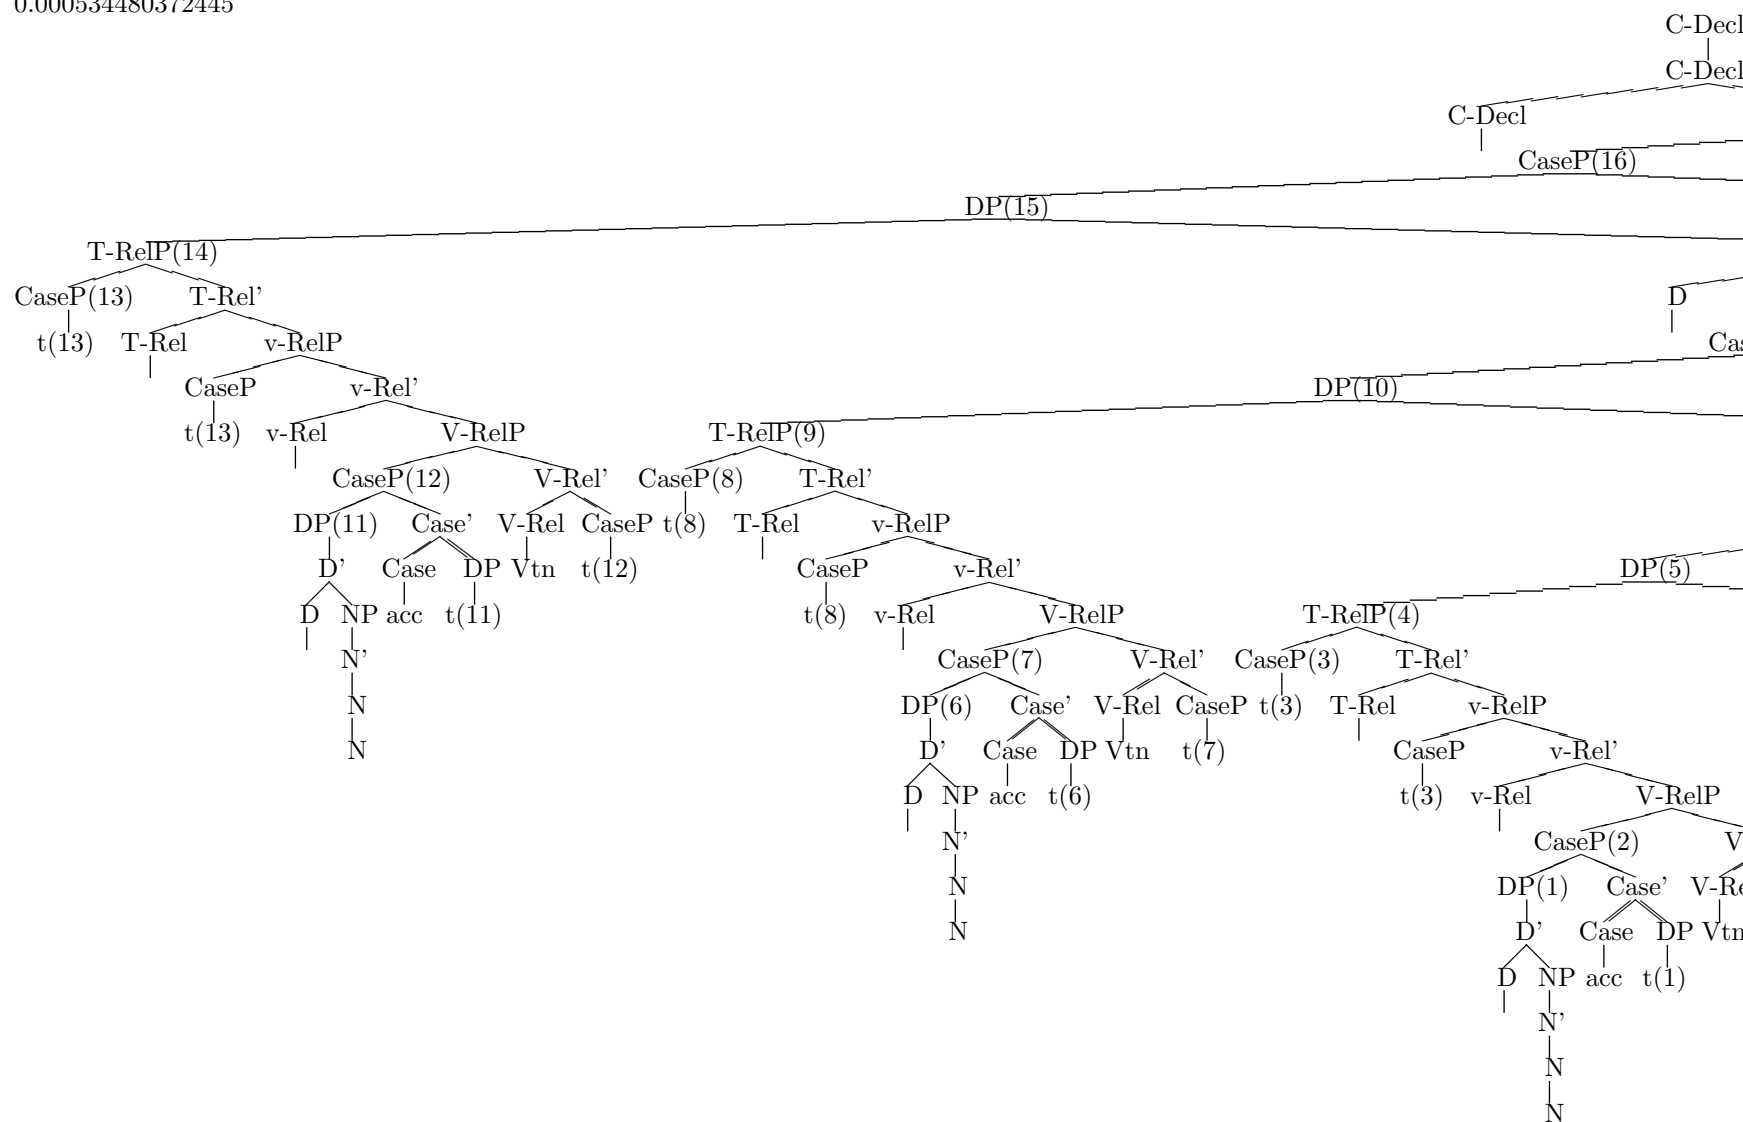 0.000534480372445
C-Decl
C-Decl
C-Decl
CaseP(16)
DP(15)
T-RelP(14)
CaseP(13) T-Rel' D
t(13) T-Rel v-RelP
CaseP v-Rel' DP(10)
t(13) v-Rel V-RelP T-RelP(9)
CaseP(12) V-Rel' CaseP(8) T-Rel'
DP(11) Case' V-Rel CaseP t(8) T-Rel v-RelP
D' Case DP Vtn t(12) CaseP v-Rel' DP(5)
D NP acc t(11) t(8) v-Rel V-RelP T-RelP(4)
N' CaseP(7) V-Rel' CaseP(3) T-Rel'
N DP(6) Case' V-Rel CaseP t(3) T-Rel v-RelP
N D' Case DP Vtn t(7) CaseP v-Rel'
D NP acc t(6) t(3) v-Rel V-RelP
N' CaseP(2)
N DP(1) Case'
N D' Case DP Vtn
D NP acc t(1)
N'
N
N